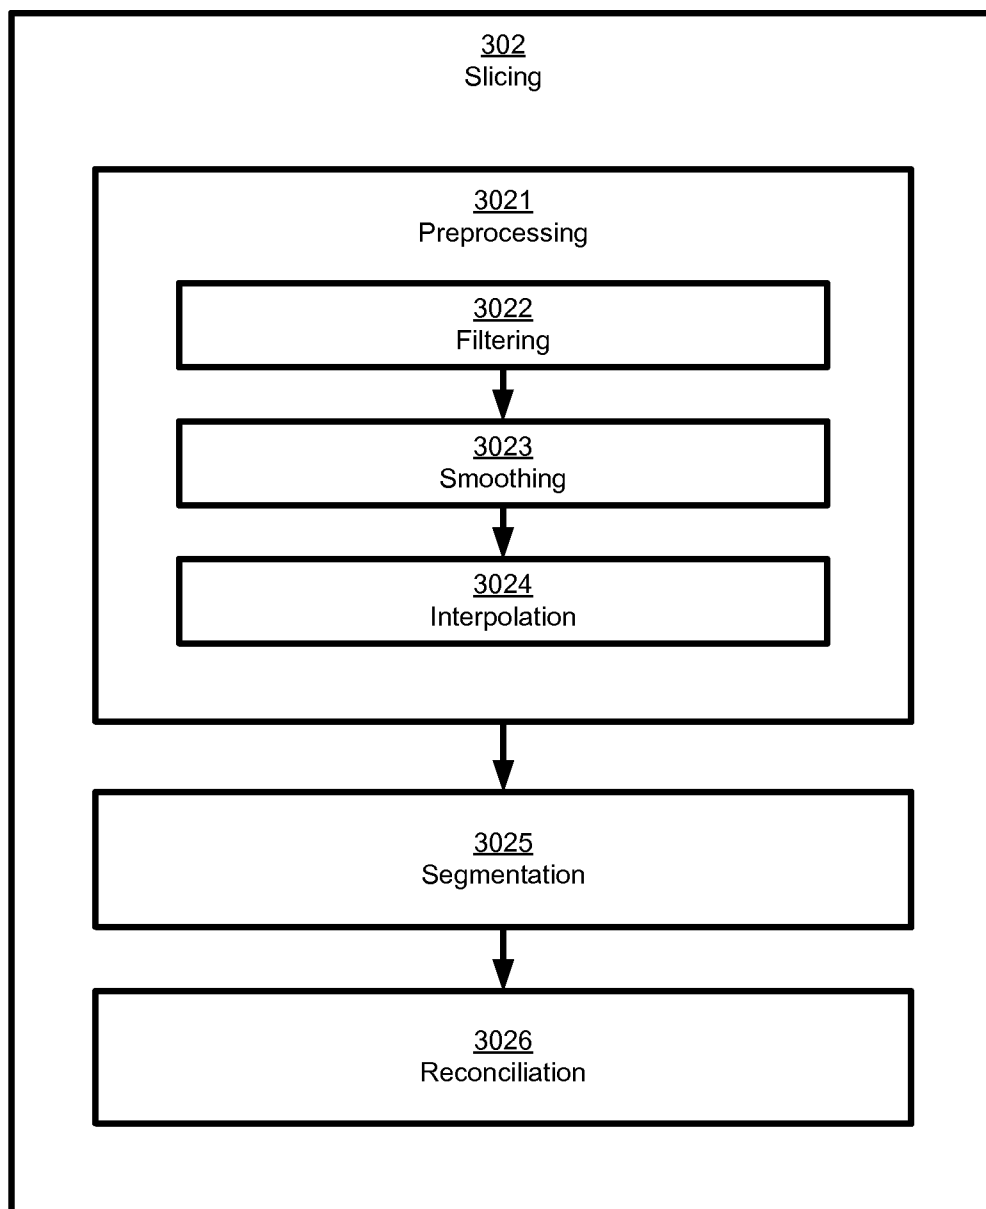 302
Slicing
3021
Preprocessing
3022
Filtering
3023
Smoothing
3024
Interpolation
3025
Segmentation
3026
Reconciliation